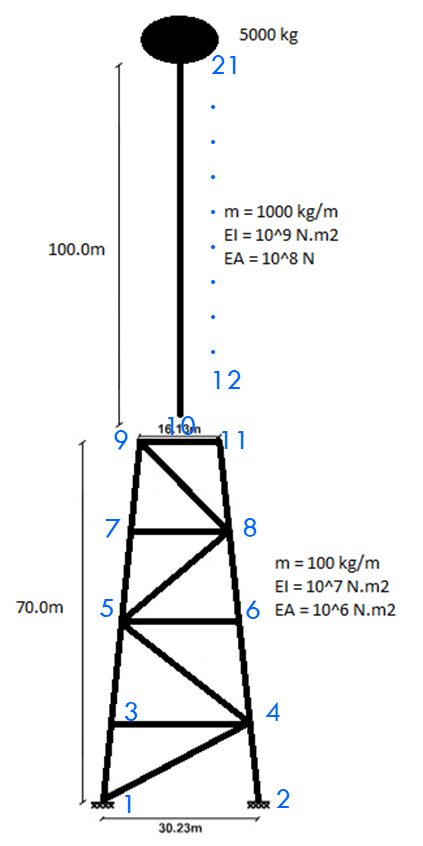 5000 kg
21
m = 1000 kg/m
EI = 10^9 N.m2
EA = 10^8 N
100.0m
12
10
16.13m
9
11
7
8
m = 100 kg/m
EI = 10^7 N.m2
EA = 10^6 N.m2
70.0m
5
6
3
4
1
2
30.23m